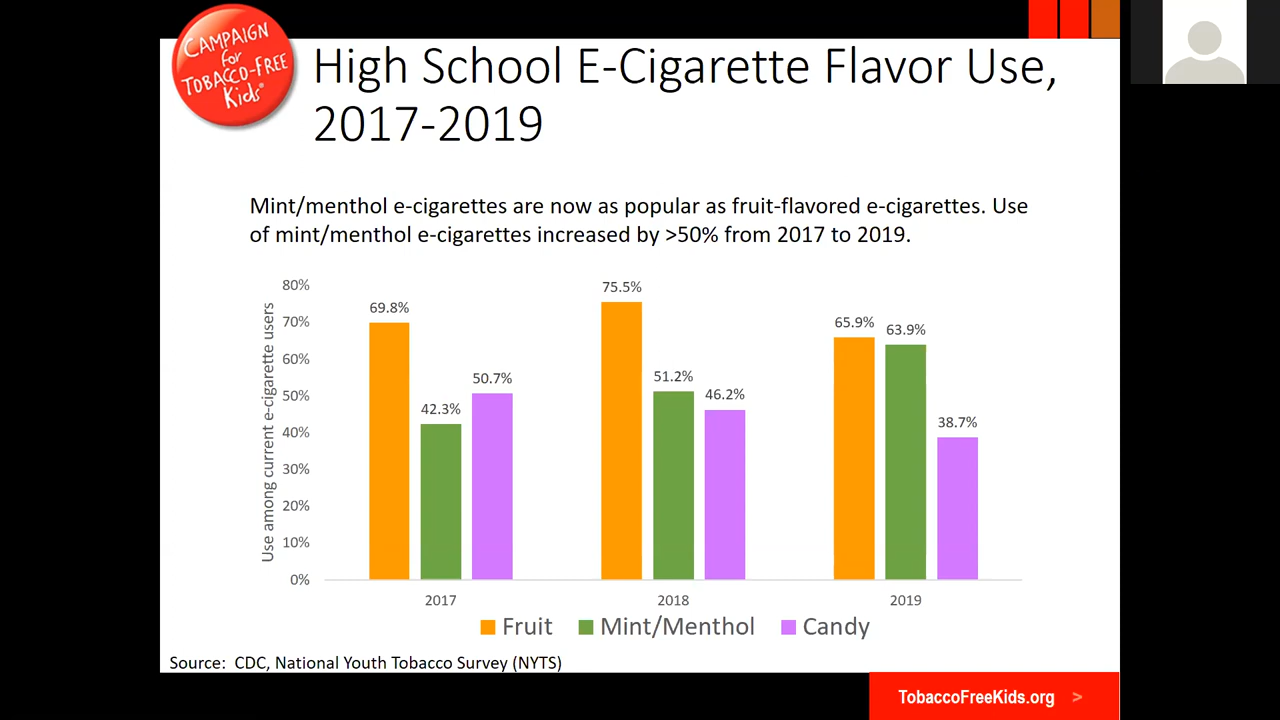 CAMPAIGN
for
TOBACCO-FREE
Kids®
High School E-Cigarette Flavor Use,
2017-2019
Mint/menthol e-cigarettes are now as popular as fruit-flavored e-cigarettes. Use
of mint/menthol e-cigarettes increased by >50% from 2017 to 2019.
Use among current e-cigarette users
80%
70%
60%
50%
40%
30%
20%
10%
0%
69.8%
42.3%
50.7%
75.5%
51.2%
46.2%
65.9%
63.9%
38.7%
2017
2018
2019
Fruit
Mint/Menthol
Candy
Source: CDC, National Youth Tobacco Survey (NYTS)
TobaccoFreeKids.org >